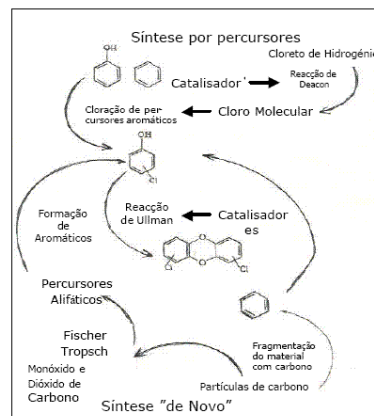 Síntese por percursores
OH
Cloreto de Hidrogénio
Catalisador
Reacção de
Deacon
Cloração de per-
cursores aromáticos
Cloro Molecular
OH
Cl
Formação
de
Aromáticos
Reacção
de Ullman
Catalisador
es
O
O
Cl
Cl
Percursores
Alifáticos
Fischer
Tropsch
Monóxido e
Dióxido de
Carbono
Fragmentação
do material
com carbono
Partículas de carbono
Síntese "de Novo"